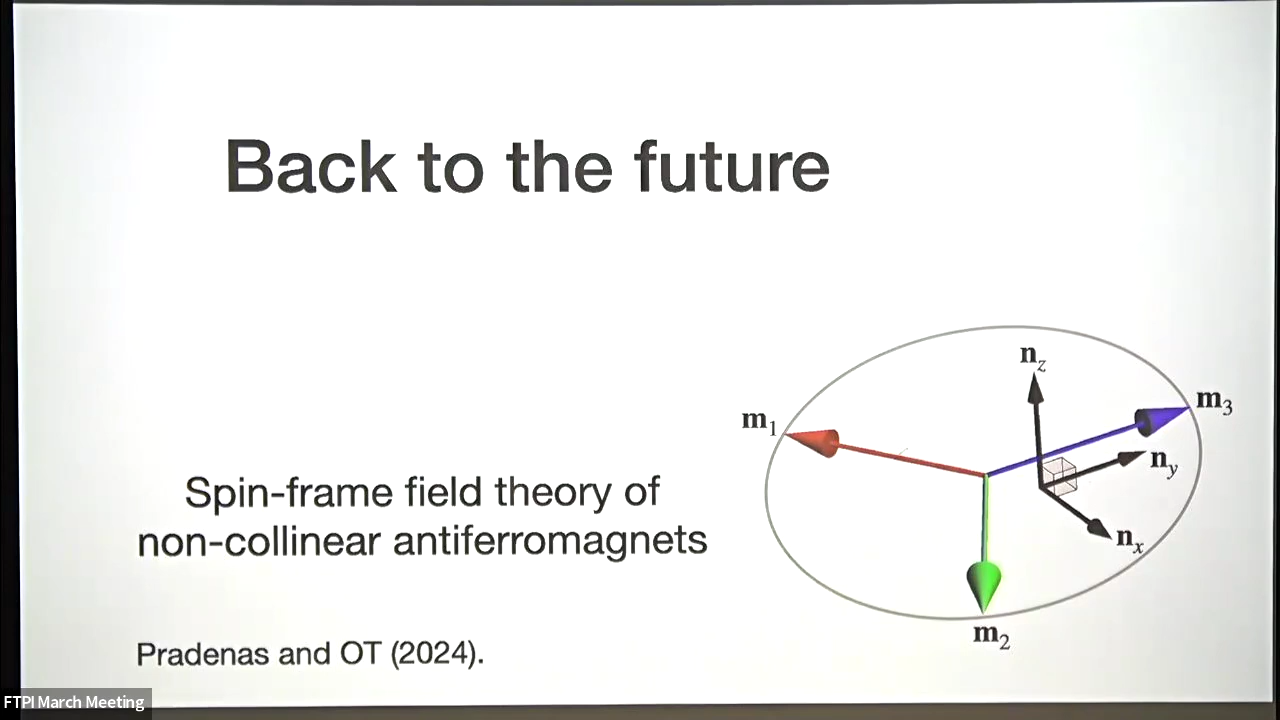 Back to the future
n_z
m_1
m_3
n_y
Spin-frame field theory of
non-collinear antiferromagnets
n_x
m_2
Pradenas and OT (2024).
FTPI March Meeting